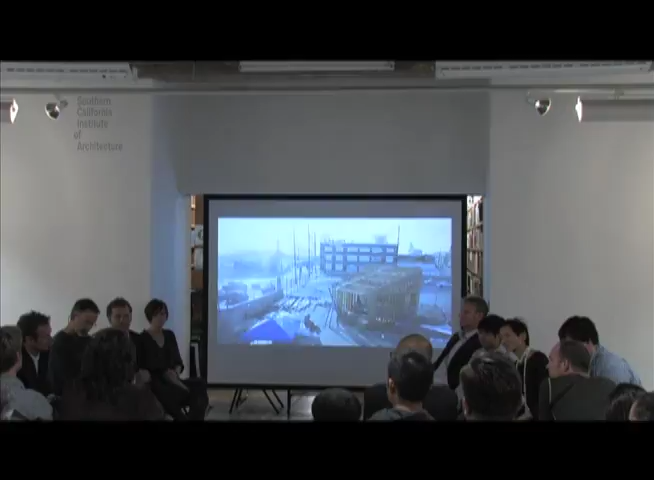 Southern
California
Institute
of
Architecture